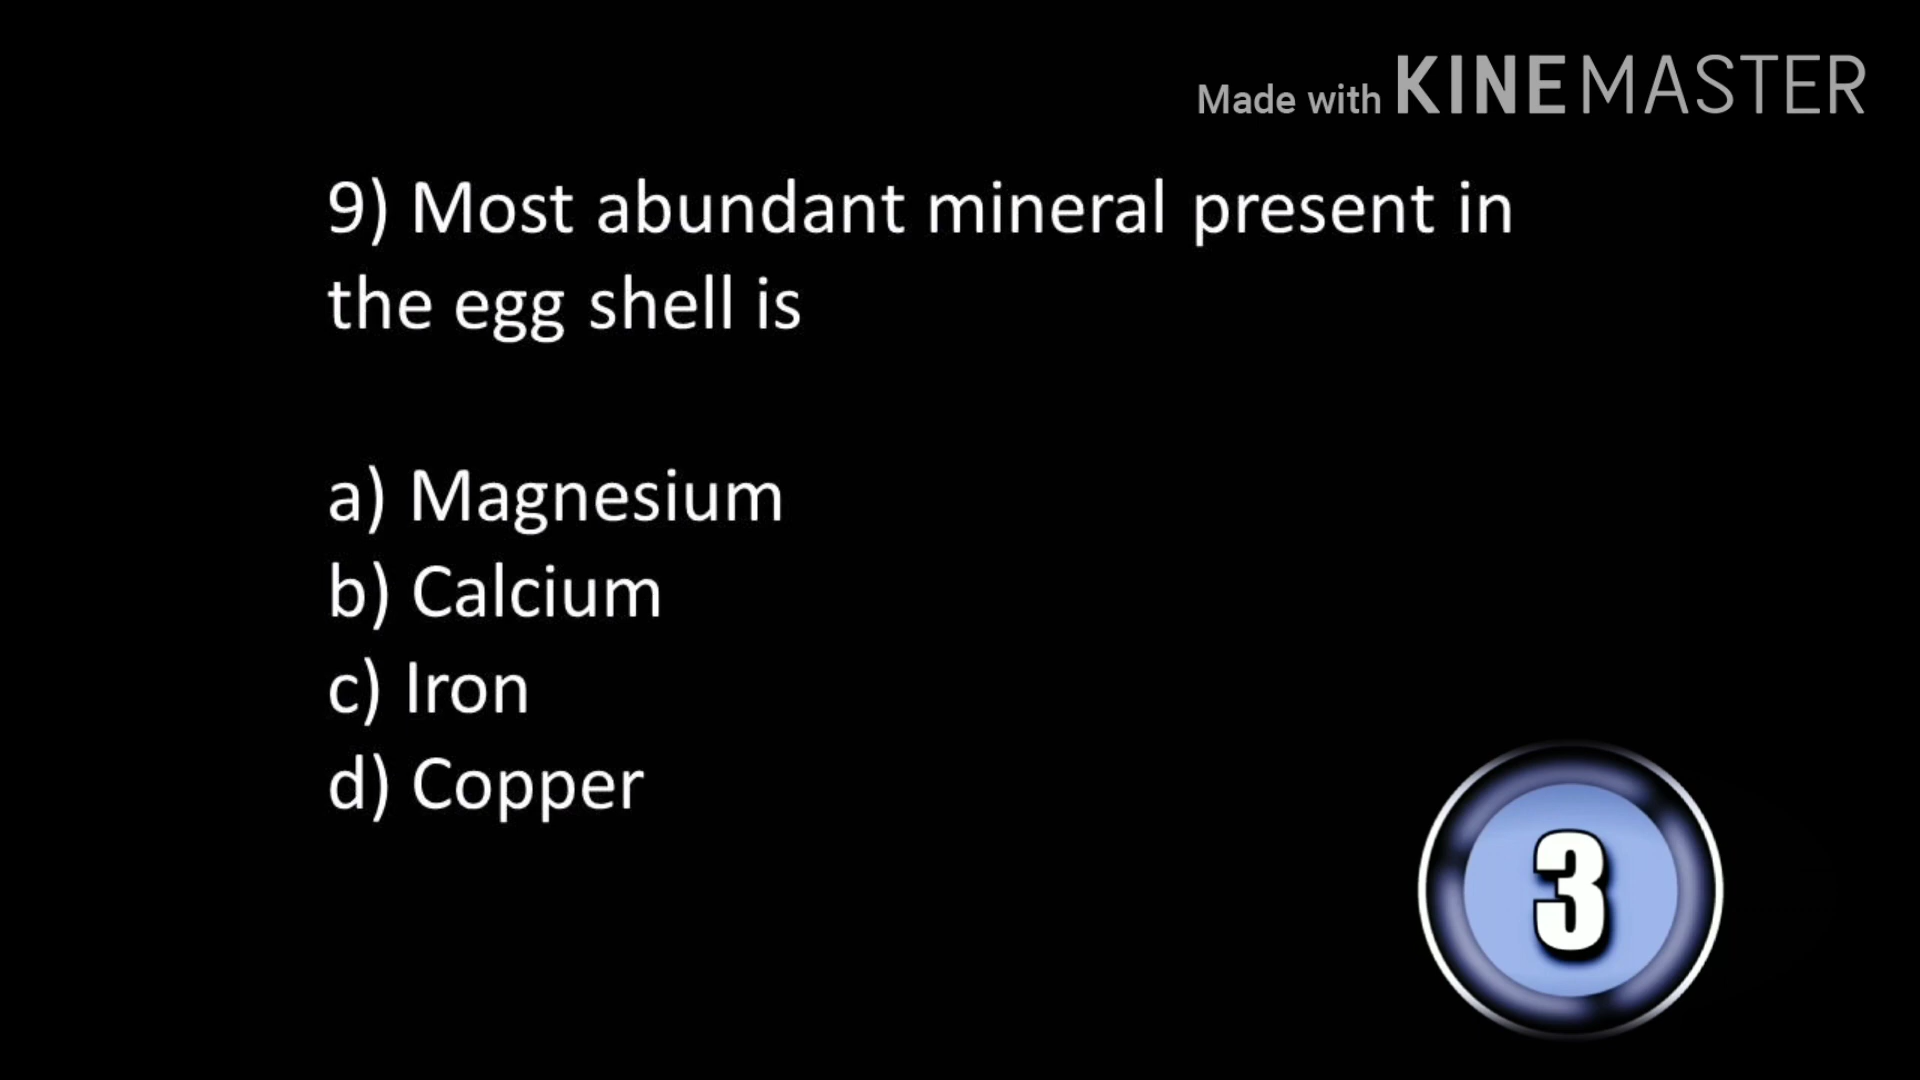 Made with KINEMASTER
9) Most abundant mineral present in
the egg shell is
a) Magnesium
b) Calcium
c) Iron
d) Copper
3